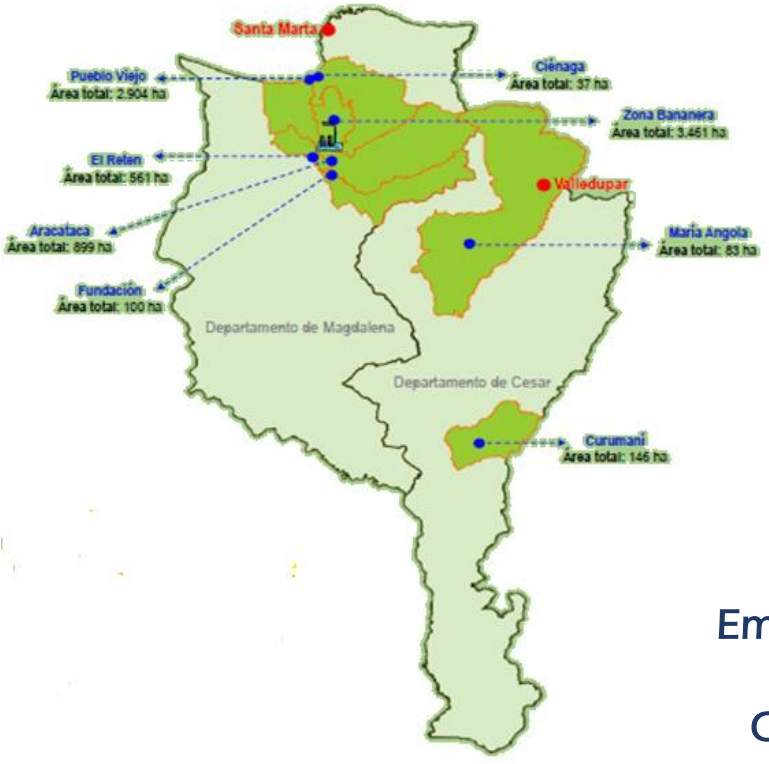 Santa Marta
Pueblo Viejo
Área total: 2.904 ha
Ciénaga
Área total: 37 ha
Zona Bananera
Área total: 3.461 ha
El Reten
Área total: 561 ha
Valledupar
Aracataca
Área total: 899 ha
María Angola
Área total: 83 ha
Fundación
Área total: 100 ha
Departamento de Magdalena
Departamento de Cesar
Curumaní
Área total: 146 ha
Em